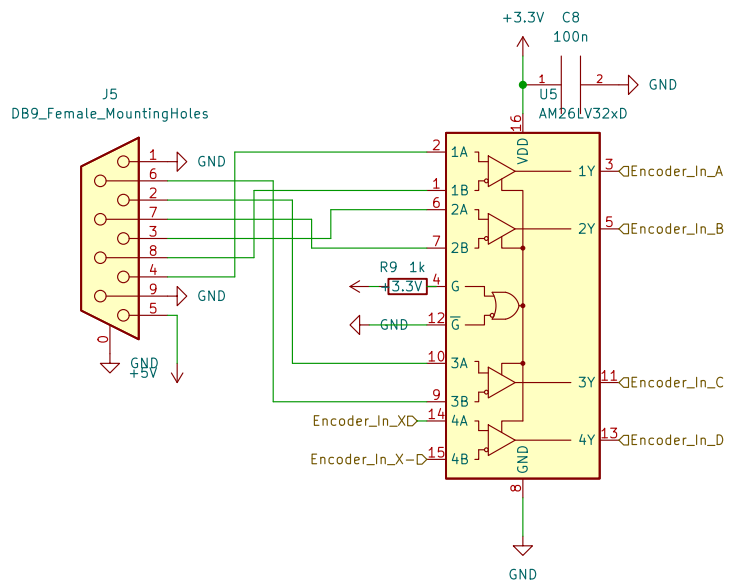 +3.3V
C8
100n
1
2
GND
U5
AM26LV32xD
J5
DB9_Female_MountingHoles
1
GND
6
2
7
3
8
4
9
GND
5
0
GND
+5V
16
VDD
2
1A
1
1B
6
2A
7
2B
R9 1k
+3.3V
4
G
GND
12
G
10
3A
9
3B
Encoder_In_X
14
4A
Encoder_In_X-
15
4B
1Y
3
Encoder_In_A
2Y
5
Encoder_In_B
3Y
11
Encoder_In_C
4Y
13
Encoder_In_D
GND
8
GND